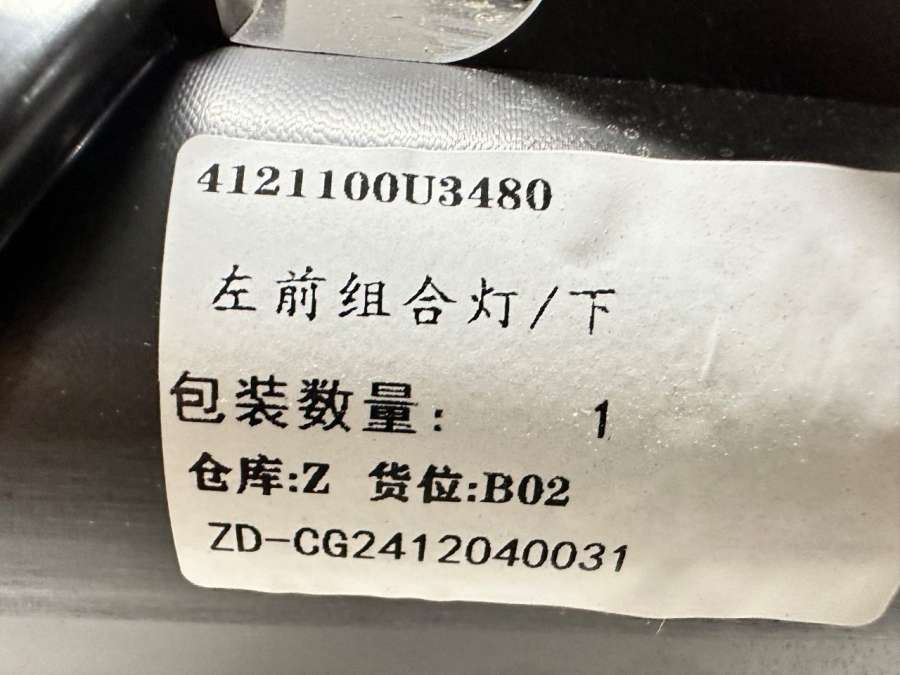 4121100U3480
左前组合灯/下
包装数量: 1
仓库:Z 货位:B02
ZD-CG2412040031